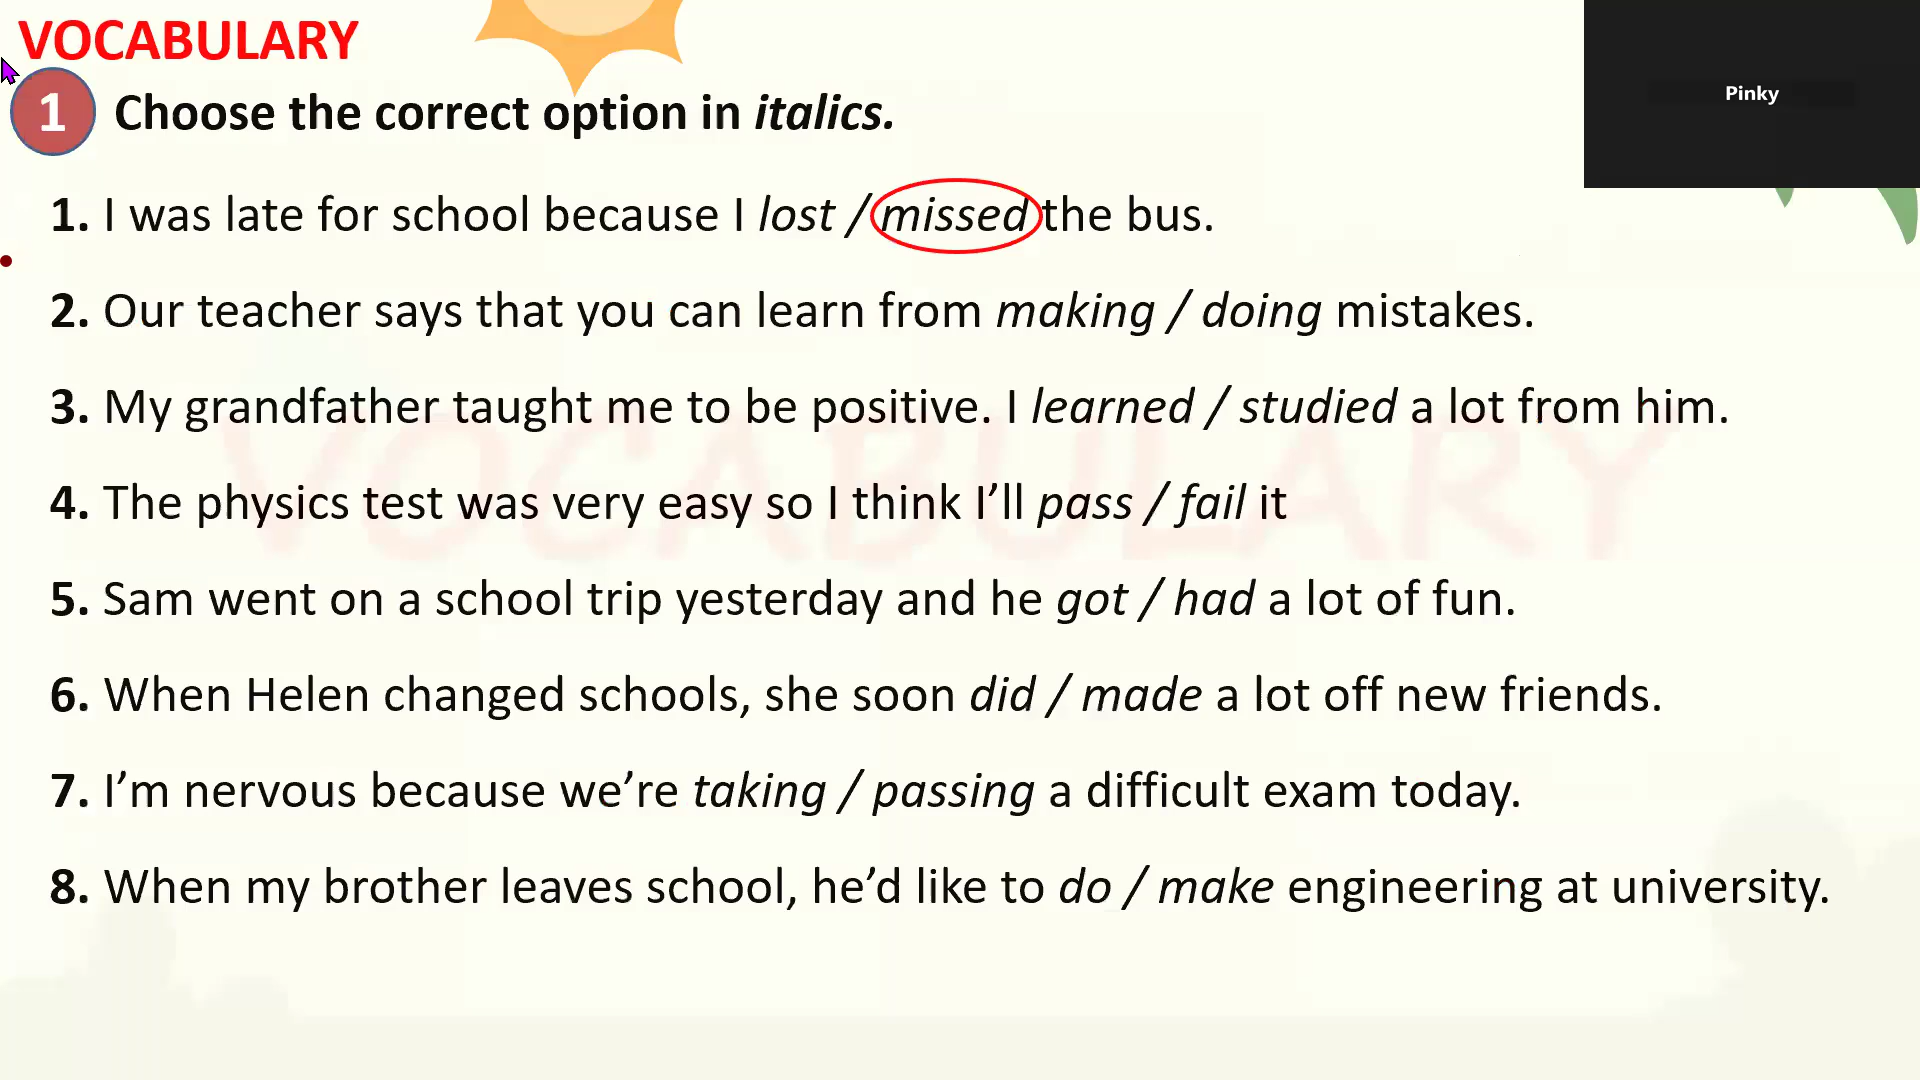 VOCABULARY
Pinky
1 Choose the correct option in italics.
1. I was late for school because I lost / missed the bus.
2. Our teacher says that you can learn from making / doing mistakes.
3. My grandfather taught me to be positive. I learned / studied a lot from him.
VOCABULARY
4. The physics test was very easy so I think I’ll pass / fail it
5. Sam went on a school trip yesterday and he got / had a lot of fun.
6. When Helen changed schools, she soon did / made a lot off new friends.
7. I’m nervous because we’re taking / passing a difficult exam today.
8. When my brother leaves school, he’d like to do / make engineering at university.